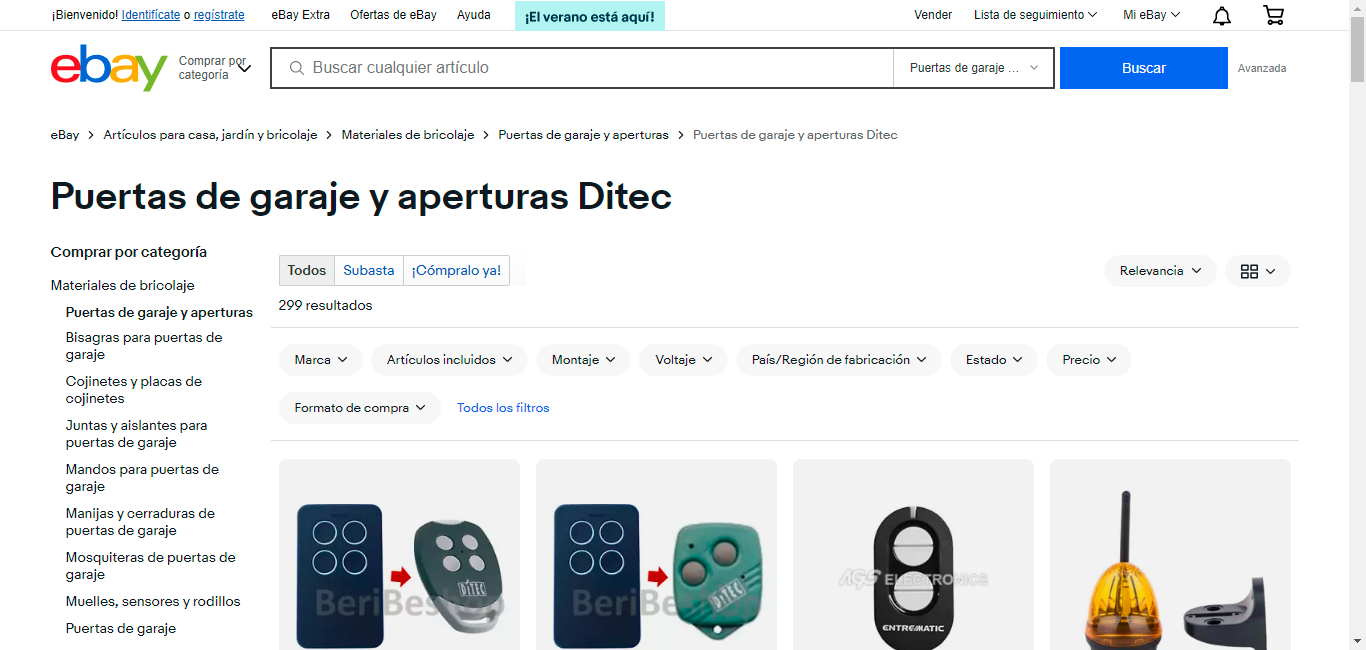 ¡Bienvenido! Identifícate o regístrate
eBay Extra
Ofertas de eBay
Ayuda
¡El verano está aquí!
Vender
Lista de seguimiento
Mi eBay
ebay
Comprar por
categoría
Buscar cualquier artículo
Puertas de garaje ...
Buscar
Avanzada
eBay
Artículos para casa, jardín y bricolaje
Materiales de bricolaje
Puertas de garaje y aperturas
Puertas de garaje y aperturas Ditec
Puertas de garaje y aperturas Ditec
Comprar por categoría
Materiales de bricolaje
Puertas de garaje y aperturas
Bisagras para puertas de
garaje
Cojinetes y placas de
cojinetes
Juntas y aislantes para
puertas de garaje
Mandos para puertas de
garaje
Manijas y cerraduras de
puertas de garaje
Mosquiteras de puertas de
garaje
Muelles, sensores y rodillos
Puertas de garaje
Todos
Subasta
¡Cómpralo ya!
Relevancia
299 resultados
Marca
Artículos incluidos
Montaje
Voltaje
País/Región de fabricación
Estado
Precio
Formato de compra
Todos los filtros
DITEC
BeriBestop
DITEC
BeriBes
AGS ELECTRONICS
ENTREMATIC